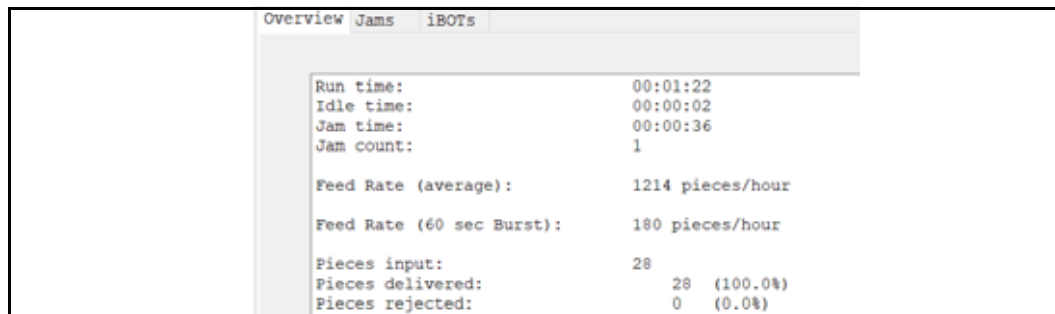 Overview Jams iBOTs
Run time: 00:01:22
Idle time: 00:00:02
Jam time: 00:00:36
Jam count: 1
Feed Rate (average): 1214 pieces/hour
Feed Rate (60 sec Burst): 180 pieces/hour
Pieces input: 28
Pieces delivered: 28 (100.0%)
Pieces rejected: 0 (0.0%)